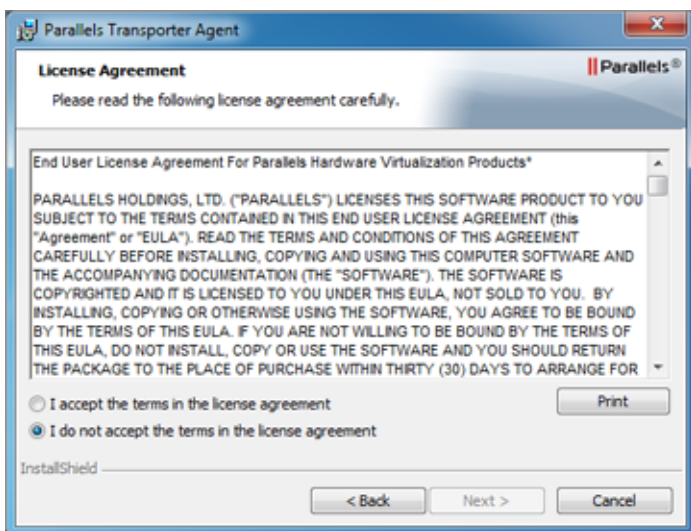 Parallels Transporter Agent
License Agreement
Please read the following license agreement carefully.
Parallels®
End User License Agreement For Parallels Hardware Virtualization Products*
PARALLELS HOLDINGS, LTD. ("PARALLELS") LICENSES THIS SOFTWARE PRODUCT TO YOU
SUBJECT TO THE TERMS CONTAINED IN THIS END USER LICENSE AGREEMENT (this
"Agreement" or "EULA"). READ THE TERMS AND CONDITIONS OF THIS AGREEMENT
CAREFULLY BEFORE INSTALLING, COPYING AND USING THIS COMPUTER SOFTWARE AND
THE ACCOMPANYING DOCUMENTATION (THE "SOFTWARE"). THE SOFTWARE IS
COPYRIGHTED AND IT IS LICENSED TO YOU UNDER THIS EULA, NOT SOLD TO YOU. BY
INSTALLING, COPYING OR OTHERWISE USING THE SOFTWARE, YOU AGREE TO BE BOUND
BY THE TERMS OF THIS EULA. IF YOU ARE NOT WILLING TO BE BOUND BY THE TERMS OF
THIS EULA, DO NOT INSTALL, COPY OR USE THE SOFTWARE AND YOU SHOULD RETURN
THE PACKAGE TO THE PLACE OF PURCHASE WITHIN THIRTY (30) DAYS TO ARRANGE FOR
I accept the terms in the license agreement
Print
I do not accept the terms in the license agreement
InstallShield
< Back
Next >
Cancel